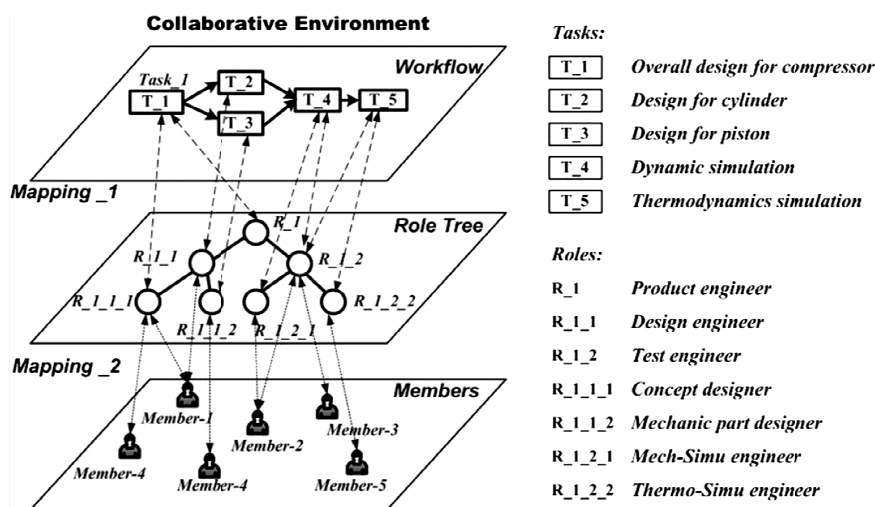 Collaborative Environment
Workflow
Task_1
T_1
T_2
T_3
T_4
T_5
Mapping _1
Role Tree
R_1
R_1_1
R_1_2
R_1_1_1
R_1_1_2
R_1_2_1
R_1_2_2
Mapping _2
Members
Member-1
Member-3
Member-2
Member-4
Member-4
Member-5
Tasks:
T_1 Overall design for compressor
T_2 Design for cylinder
T_3 Design for piston
T_4 Dynamic simulation
T_5 Thermodynamics simulation
Roles:
R_1 Product engineer
R_1_1 Design engineer
R_1_2 Test engineer
R_1_1_1 Concept designer
R_1_1_2 Mechanic part designer
R_1_2_1 Mech-Simu engineer
R_1_2_2 Thermo-Simu engineer